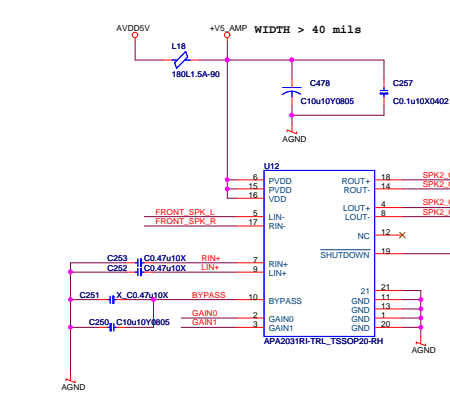 AVDD5V
+V5_AMP WIDTH > 40 mils
L18
180L1.5A-90
C478
C10u10Y0805
C257
C0.1u10X0402
AGND
U12
6 PVDD ROUT+ 18
15 PVDD ROUT- 14
16 VDD
LOUT+ 4
FRONT_SPK_L 5 LIN- LOUT- 8
FRONT_SPK_R 17 RIN-
NC 12
SHUTDOWN 19
C253 C0.47u10X RIN+ 7 RIN+
C252 C0.47u10X LIN+ 9 LIN+
C251 X_C0.47u10X BYPASS 10 BYPASS
21 21
GND 11
GND 13
GAIN0 2 GAIN0 GND 1
C250 C10u10Y0805 GAIN1 3 GAIN1 GND 20
APA2031RI-TRL_TSSOP20-RH
AGND
AGND